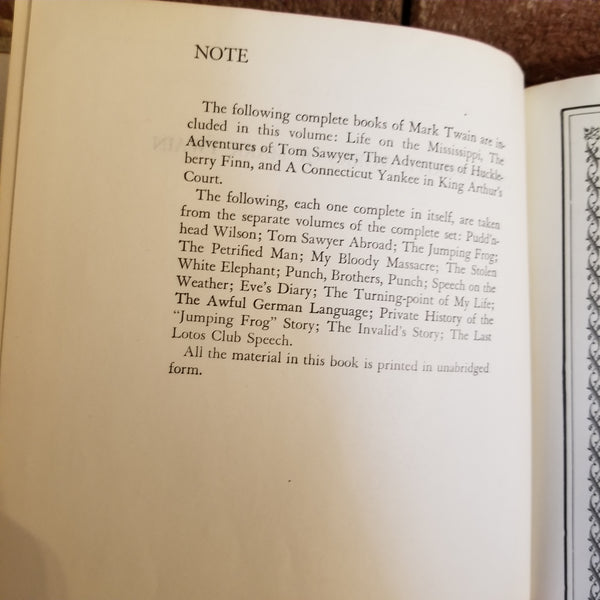 NOTE
The following complete books of Mark Twain are in-
cluded in this volume: Life on the Mississippi, The
Adventures of Tom Sawyer, The Adventures of Huckle-
berry Finn, and A Connecticut Yankee in King Arthur's
Court.
The following, each one complete in itself, are taken
from the separate volumes of the complete set: Pudd'n-
head Wilson; Tom Sawyer Abroad; The Jumping Frog;
The Petrified Man; My Bloody Massacre; The Stolen
White Elephant; Punch, Brothers, Punch; Speech on the
Weather; Eve's Diary; The Turning-point of My Life;
The Awful German Language; Private History of the
"Jumping Frog" Story; The Invalid's Story; The Last
Lotos Club Speech.
All the material in this book is printed in unabridged
form.